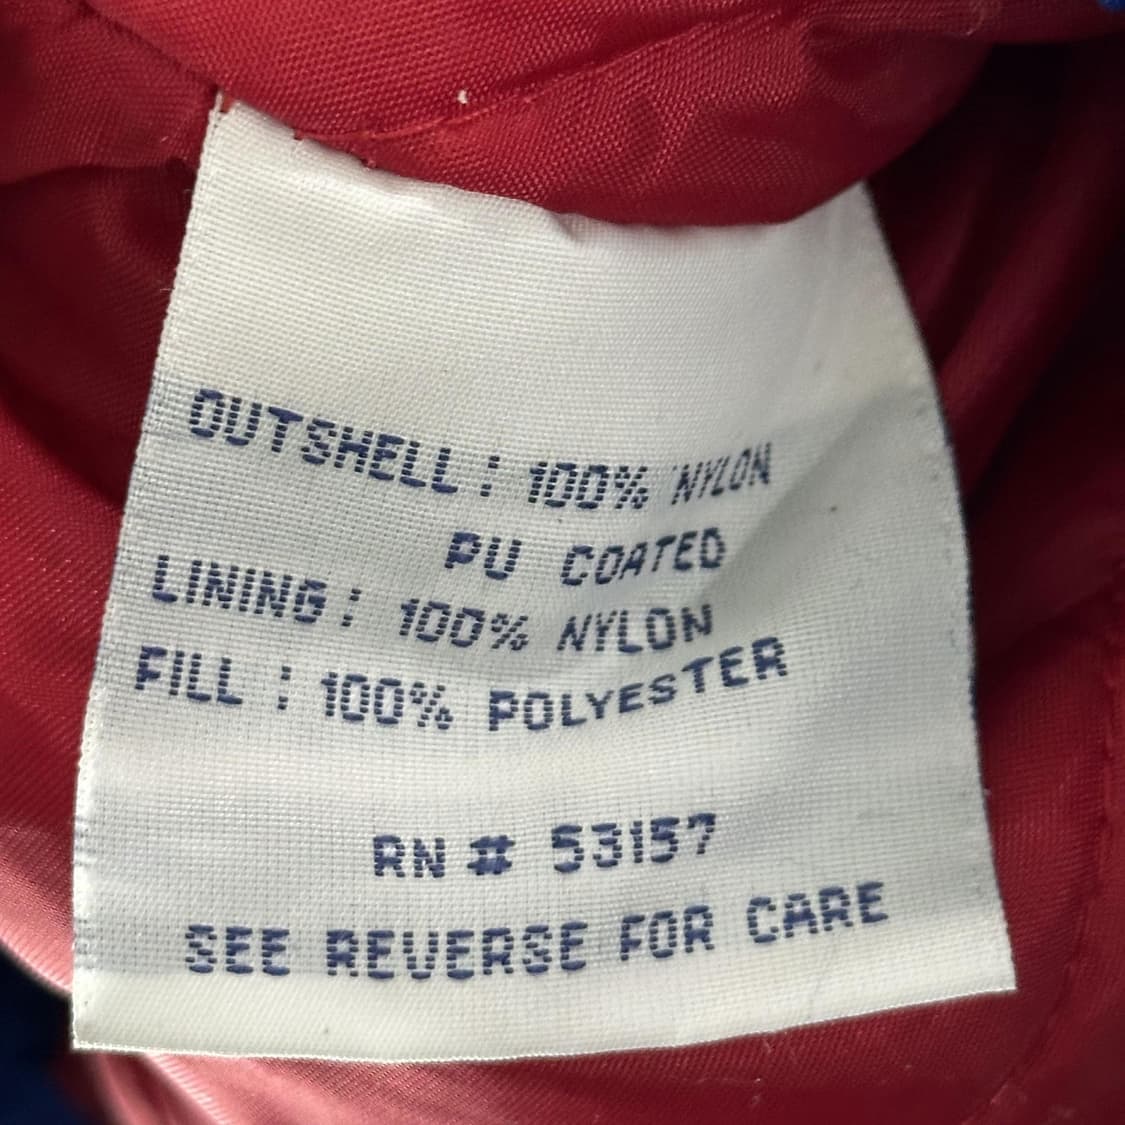 OUTSHELL: 100% NYLON
PU COATED
LINING: 100% NYLON
FILL: 100% POLYESTER
RN # 53157
SEE REVERSE FOR CARE